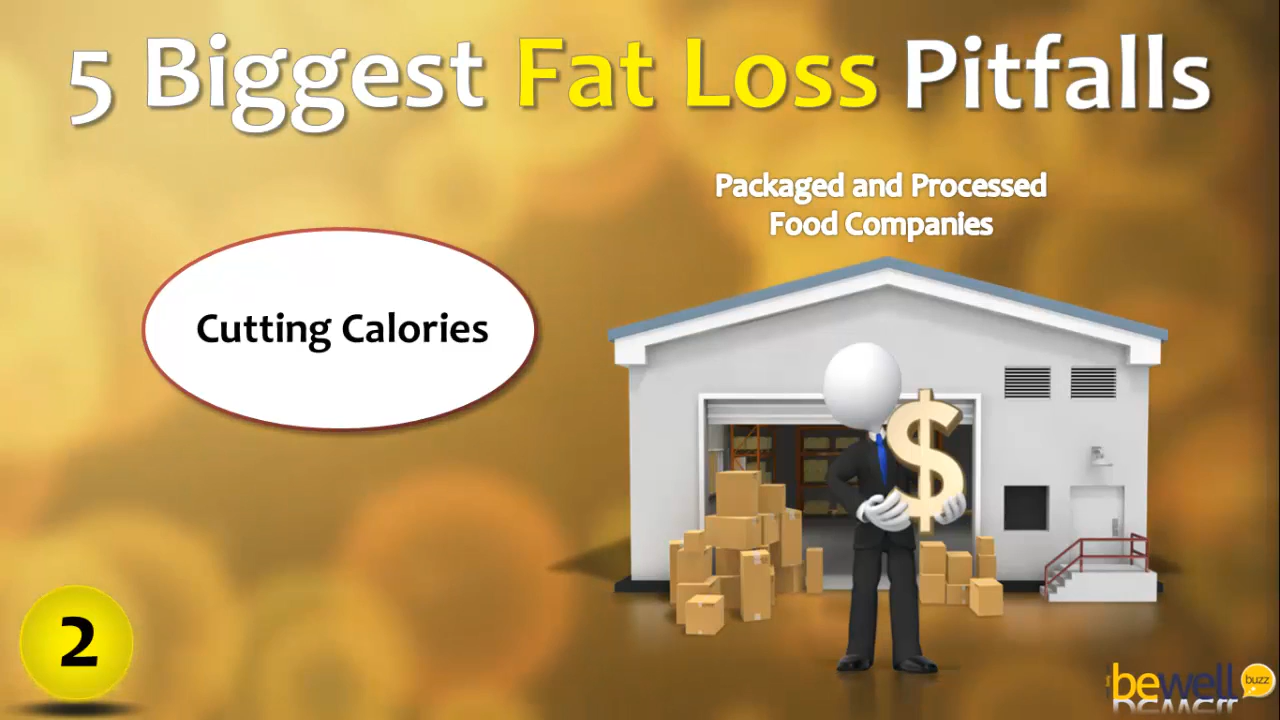 5 Biggest Fat Loss Pitfalls
Packaged and Processed
Food Companies
Cutting Calories
$
2
bewell buzz